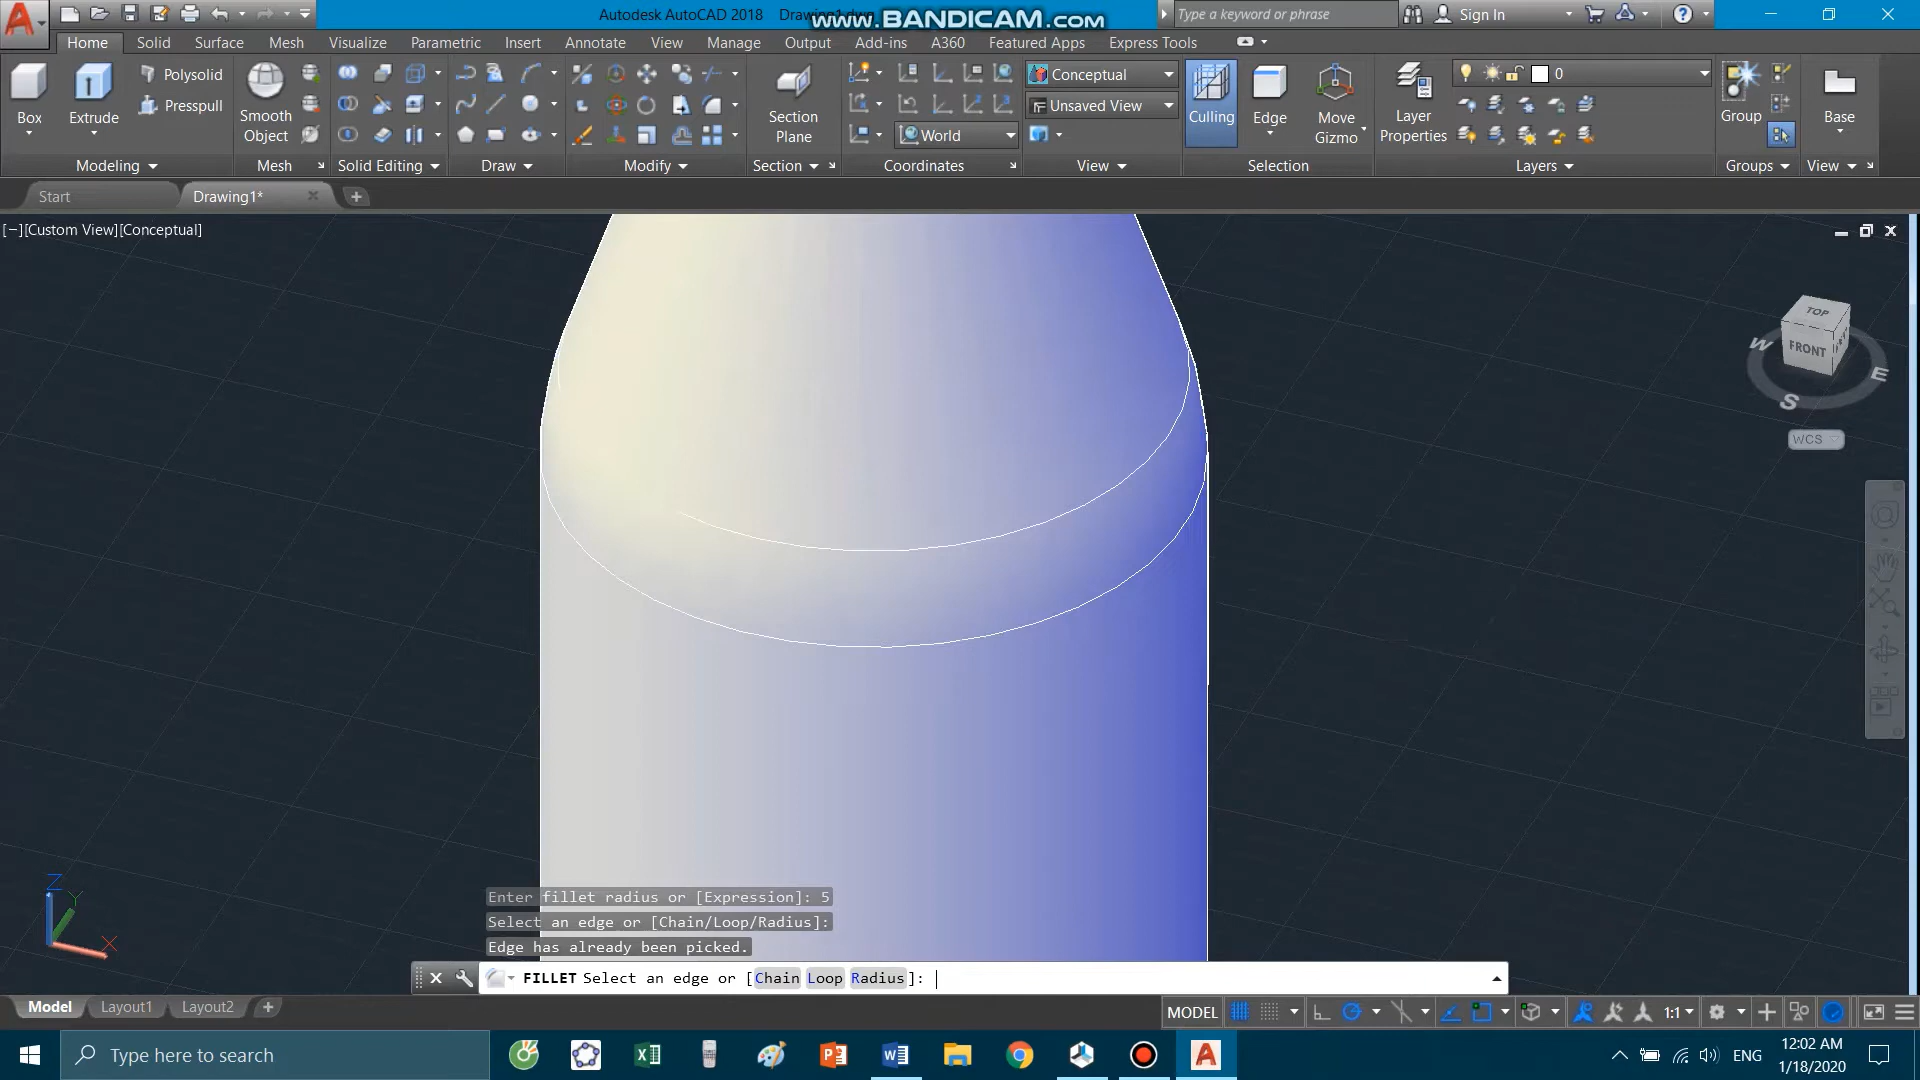 Autodesk AutoCAD 2018 Drawing1.dwg
www.BANDICAM.com
Type a keyword or phrase
Sign In
Home Solid Surface Mesh Visualize Parametric Insert Annotate View Manage Output Add-ins A360 Featured Apps Express Tools
Box
Extrude
Polysolid
Presspull
Smooth Object
Section Plane
Conceptual
Unsaved View
World
Culling
Edge
Move Gizmo
Layer Properties
0
Group
Base
Modeling
Mesh
Solid Editing
Draw
Modify
Section
Coordinates
View
Selection
Layers
Groups
View
Start
Drawing1*
[−][Custom View][Conceptual]
TOP
FRONT
W
E
S
WCS
Z
Y
X
Enter fillet radius or [Expression]: 5
Select an edge or [Chain/Loop/Radius]:
Edge has already been picked.
FILLET Select an edge or [Chain Loop Radius]:
Model
Layout1
Layout2
MODEL
1:1
Type here to search
ENG
12:02 AM
1/18/2020